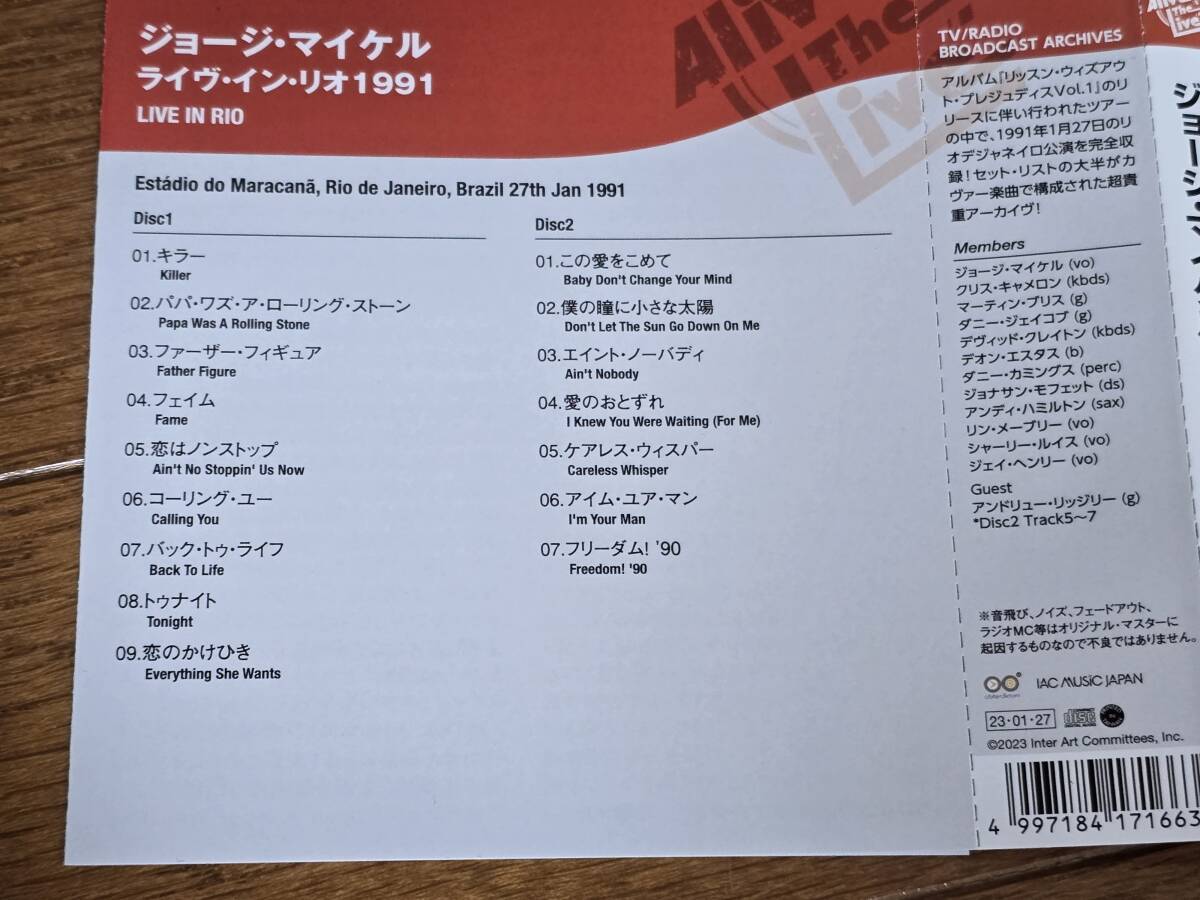 ジョージ・マイケル
ライヴ・イン・リオ1991
LIVE IN RIO
Alive
The
Live
Estádio do Maracanã, Rio de Janeiro, Brazil 27th Jan 1991
Disc1
01.キラー
Killer
02.パパ・ワズ・ア・ローリング・ストーン
Papa Was A Rolling Stone
03.ファーザー・フィギュア
Father Figure
04.フェイム
Fame
05.恋はノンストップ
Ain't No Stoppin' Us Now
06.コーリング・ユー
Calling You
07.バック・トゥ・ライフ
Back To Life
08.トゥナイト
Tonight
09.恋のかけひき
Everything She Wants
Disc2
01.この愛をこめて
Baby Don't Change Your Mind
02.僕の瞳に小さな太陽
Don't Let The Sun Go Down On Me
03.エイント・ノーバディ
Ain't Nobody
04.愛のおとずれ
I Knew You Were Waiting (For Me)
05.ケアレス・ウィスパー
Careless Whisper
06.アイム・ユア・マン
I'm Your Man
07.フリーダム! '90
Freedom! '90
TV/RADIO
BROADCAST ARCHIVES
アルバム『リッスン・ウィズアウ
ト・プレジュディスVol.1』のリ
リースに伴い行われたツアー
の中で、1991年1月27日のリ
オデジャネイロ公演を完全収
録!セット・リストの大半がカ
ヴァー楽曲で構成された超貴
重アーカイヴ!
Members
ジョージ・マイケル (vo)
クリス・キャメロン (kbds)
マーティン・ブリス (g)
ダニー・ジェイコブ (g)
デヴィッド・クレイトン (kbds)
デオン・エスタス (b)
ダニー・カミングス (perc)
ジョナサン・モフェット (ds)
アンディ・ハミルトン (sax)
リン・メーブリー (vo)
シャーリー・ルイス (vo)
ジェイ・ヘンリー (vo)
Guest
アンドリュー・リッジリー (g)
*Disc2 Track5~7
※音飛び、ノイズ、フェードアウト、
ラジオMC等はオリジナル・マスターに
起因するものなので不良ではありません。
IAC MUSIC JAPAN
23・01・27
©2023 Inter Art Committees, Inc.
4 997184 171663
Alive
The
Live